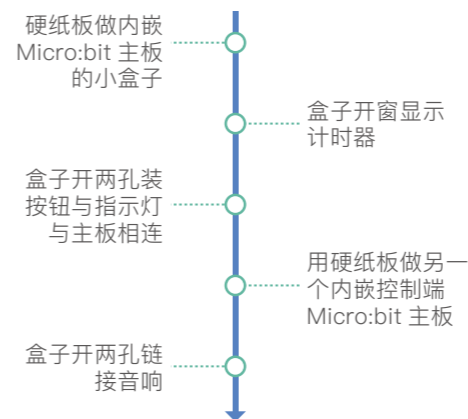 硬纸板做内嵌
Micro:bit 主板
的小盒子
盒子开窗显示
计时器
盒子开两孔装
按钮与指示灯
与主板相连
用硬纸板做另一
个内嵌控制端
Micro:bit 主板
盒子开两孔链
接音响